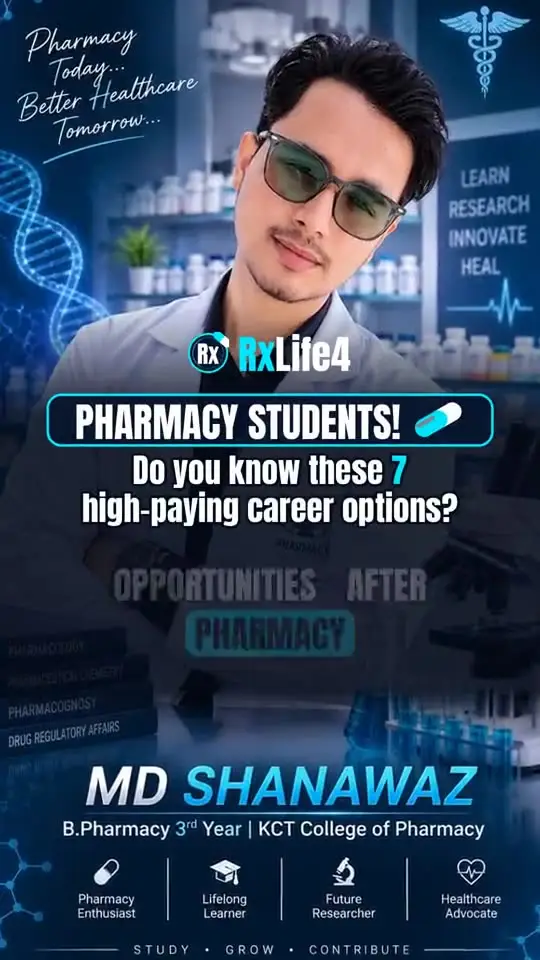 Pharmacy
Today...
Better Healthcare
Tomorrow...
LEARN
RESEARCH
INNOVATE
HEAL
Rx RxLife4
PHARMACY STUDENTS!
Do you know these 7
high-paying career options?
PHARMACY
OPPORTUNITIES AFTER
PHARMACY
PHARMACOGNOSY
DRUG REGULATORY AFFAIRS
MD SHANAWAZ
B.Pharmacy 3rd Year | KCT College of Pharmacy
Pharmacy
Enthusiast
Lifelong
Learner
Future
Researcher
Healthcare
Advocate
STUDY • GROW • CONTRIBUTE